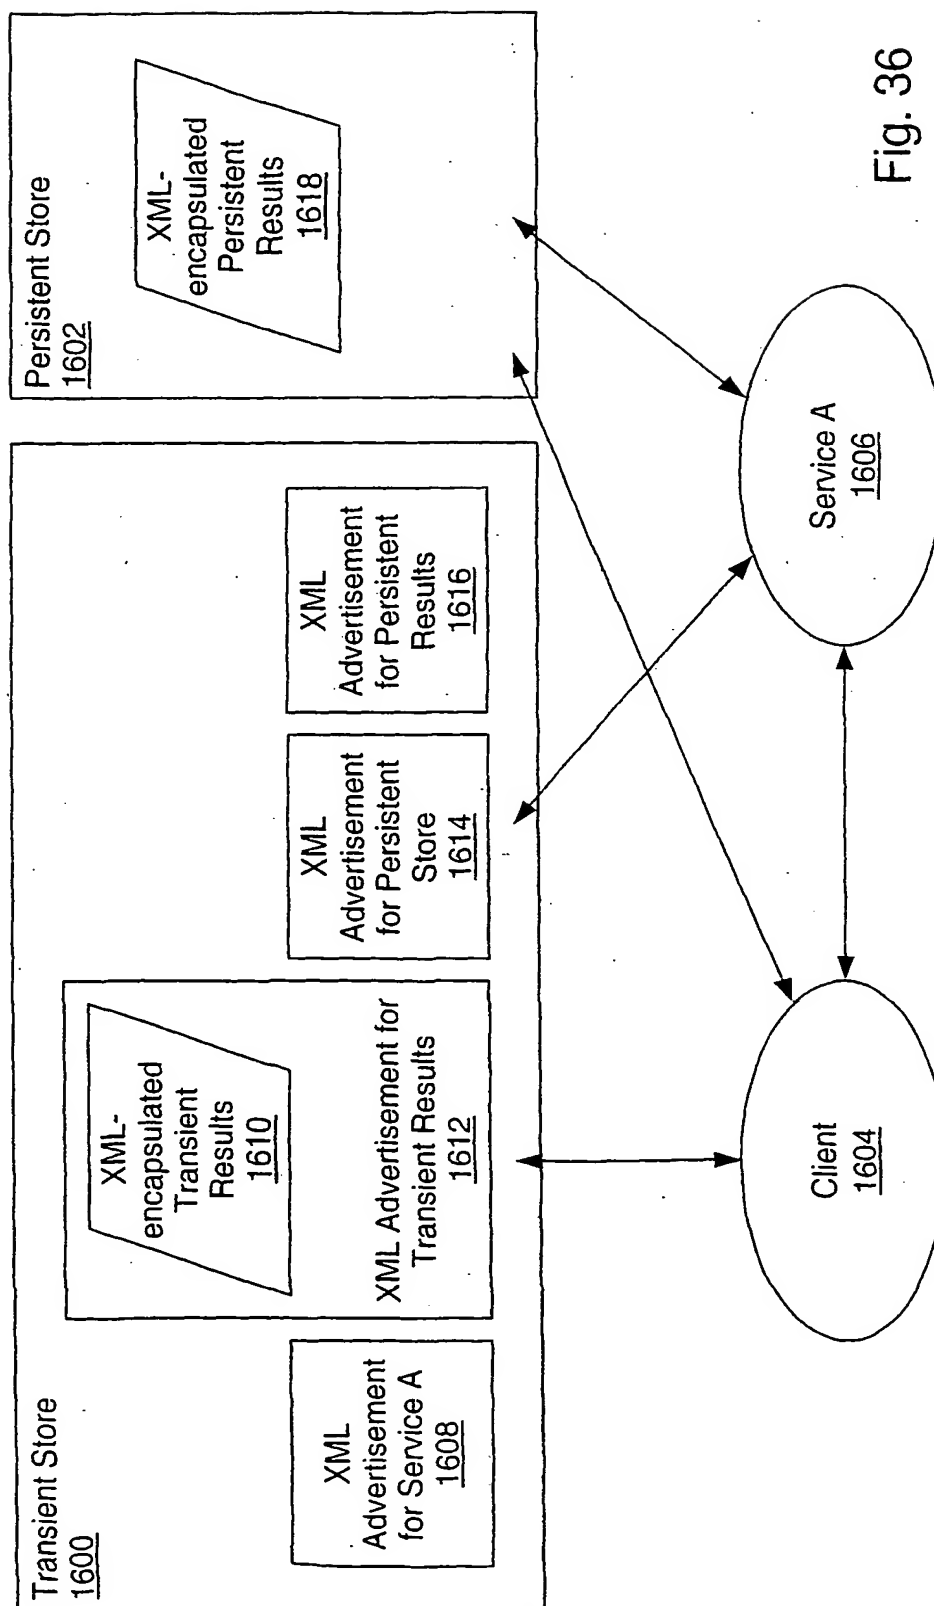 Transient Store
1600
XML
Advertisement
for Service A
1608
XML-
encapsulated
Transient
Results
1610
XML Advertisement for
Transient Results
1612
XML
Advertisement
for Persistent
Store
1614
XML
Advertisement
for Persistent
Results
1616
Persistent Store
1602
XML-
encapsulated
Persistent
Results
1618
Client
1604
Service A
1606
Fig. 36